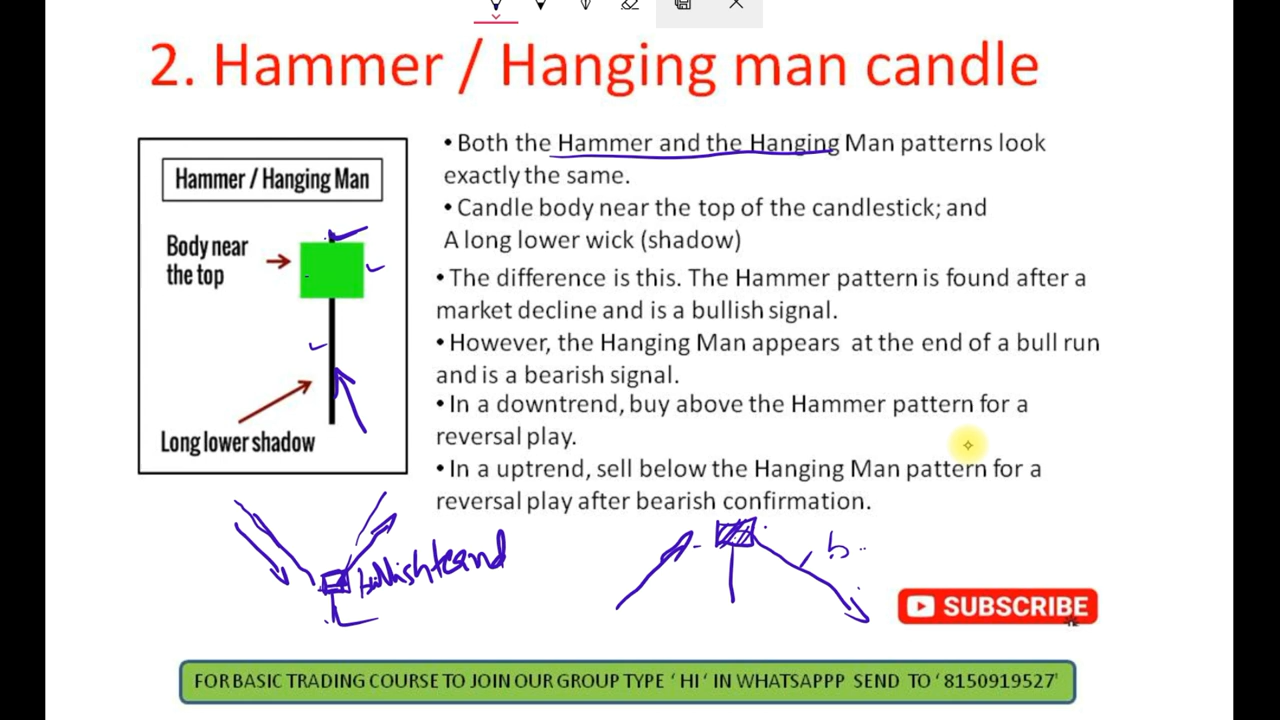 2. Hammer / Hanging man candle
Hammer / Hanging Man
Body near
the top
Long lower shadow
• Both the Hammer and the Hanging Man patterns look
exactly the same.
• Candle body near the top of the candlestick; and
A long lower wick (shadow)
• The difference is this. The Hammer pattern is found after a
market decline and is a bullish signal.
• However, the Hanging Man appears at the end of a bull run
and is a bearish signal.
• In a downtrend, buy above the Hammer pattern for a
reversal play.
• In a uptrend, sell below the Hanging Man pattern for a
reversal play after bearish confirmation.
b
SUBSCRIBE
FOR BASIC TRADING COURSE TO JOIN OUR GROUP TYPE ‘ HI ‘ IN WHATSAPPP SEND TO ‘ 8150919527’